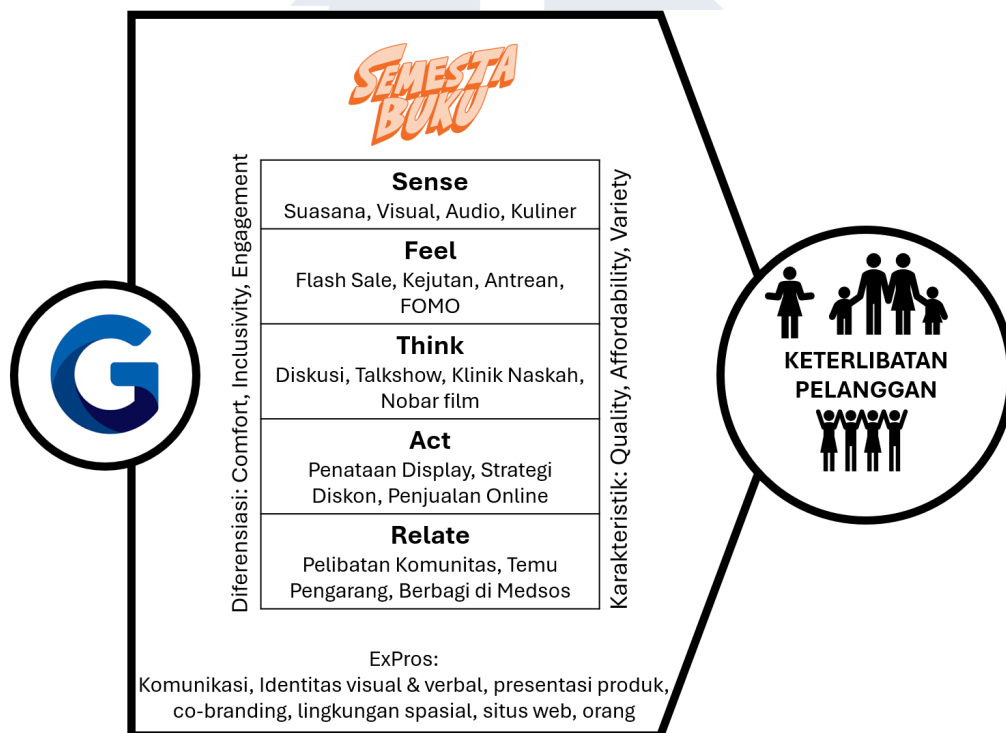 SEMESTA
BUKU
Diferensiasi: Comfort, Inclusivity, Engagement
Sense
Suasana, Visual, Audio, Kuliner
Feel
Flash Sale, Kejutan, Antrean,
FOMO
Think
Diskusi, Talkshow, Klinik Naskah,
Nobar film
Act
Penataan Display, Strategi
Diskon, Penjualan Online
Relate
Pelibatan Komunitas, Temu
Pengarang, Berbagi di Medsos
Karakteristik: Quality, Affordability, Variety
G
KETERLIBATAN
PELANGGAN
ExPros:
Komunikasi, Identitas visual & verbal, presentasi produk,
co-branding, lingkungan spasial, situs web, orang